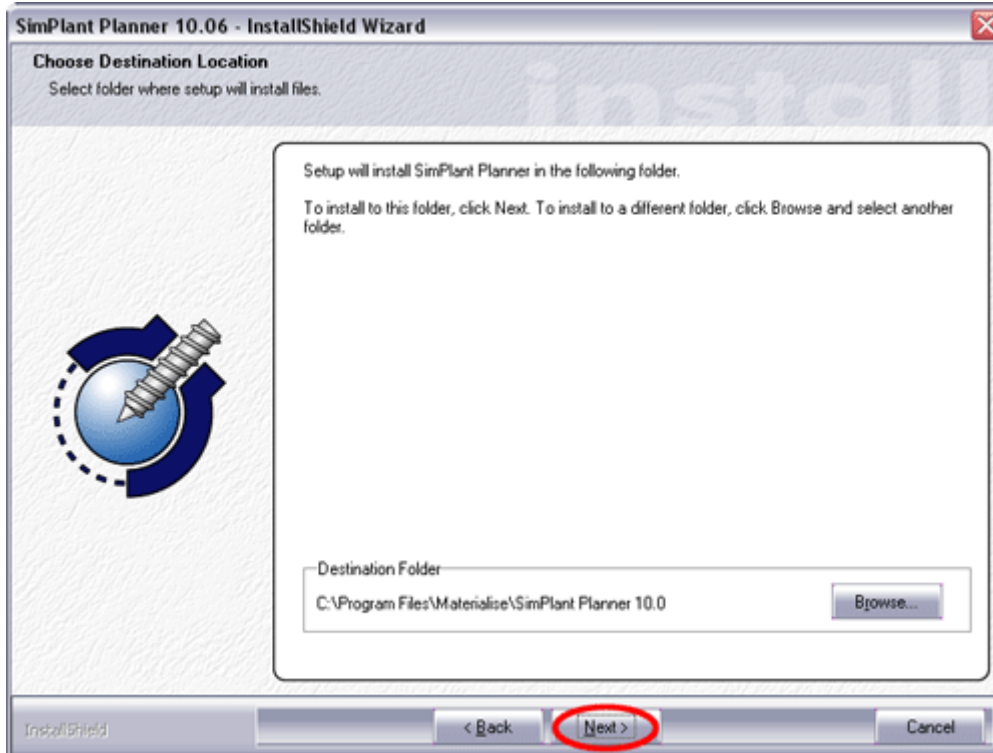 SimPlant Planner 10.06 - InstallShield Wizard
Choose Destination Location
Select folder where setup will install files.
install
Setup will install SimPlant Planner in the following folder.
To install to this folder, click Next. To install to a different folder, click Browse and select another
folder.
Destination Folder
C:\Program Files\Materialise\SimPlant Planner 10.0
Browse...
InstallShield
< Back
Next >
Cancel